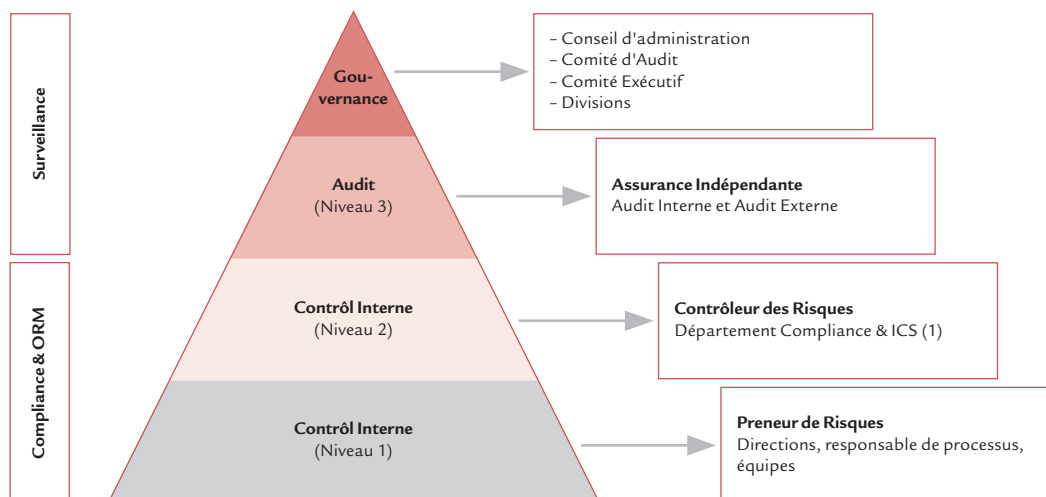 Surveillance
Gou-
vernance
– Conseil d'administration
– Comité d'Audit
– Comité Exécutif
– Divisions
Audit
(Niveau 3)
Assurance Indépendante
Audit Interne et Audit Externe
Compliance & ORM
Contrôl Interne
(Niveau 2)
Contrôleur des Risques
Département Compliance & ICS (1)
Contrôl Interne
(Niveau 1)
Preneur de Risques
Directions, responsable de processus,
équipes